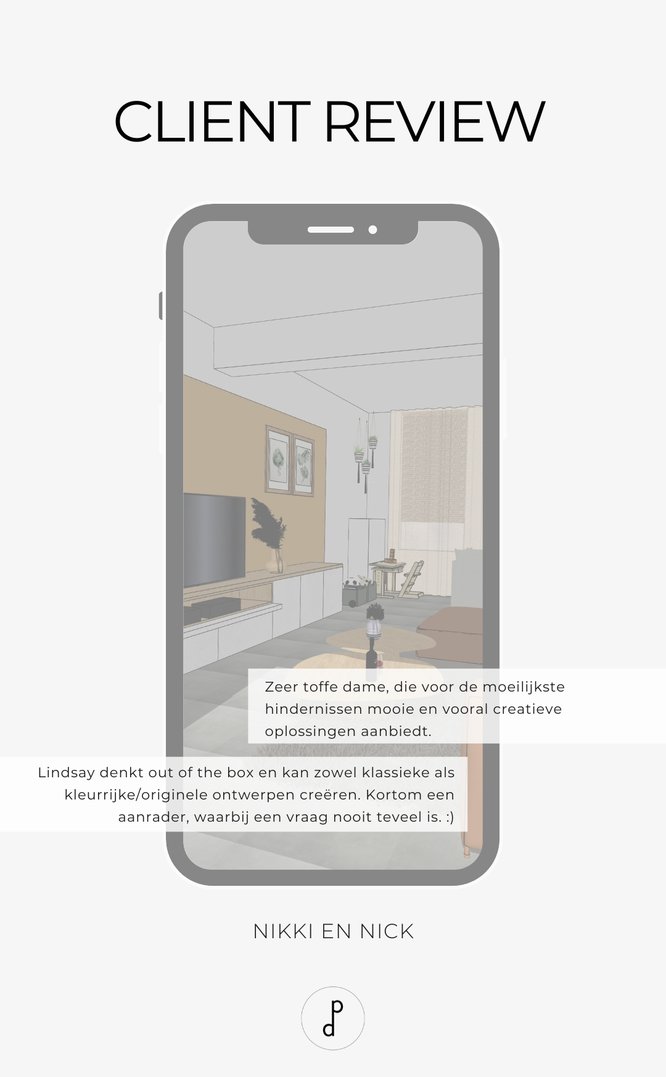 CLIENT REVIEW
Zeer toffe dame, die voor de moeilijkste
hindernissen mooie en vooral creatieve
oplossingen aanbiedt.
Lindsay denkt out of the box en kan zowel klassieke als
kleurrijke/originele ontwerpen creëren. Kortom een
aanrader, waarbij een vraag nooit teveel is. :)
NIKKI EN NICK
dp